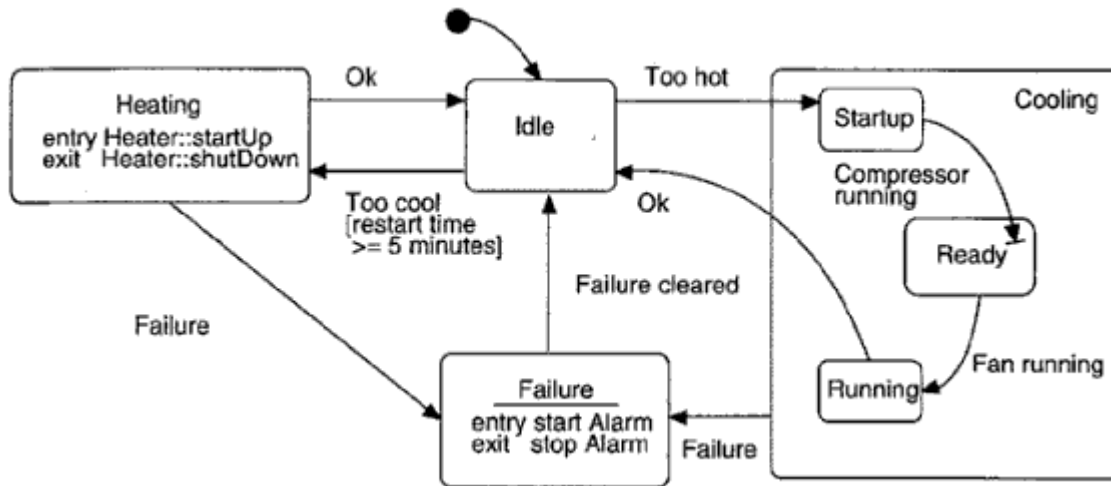 Heating
entry Heater::startUp
exit Heater::shutDown
Ok
Idle
Too hot
Cooling
Startup
Compressor
running
Ready
Too cool
[restart time
>= 5 minutes]
Ok
Failure cleared
Failure
Failure
entry start Alarm
exit stop Alarm
Failure
Running
Fan running